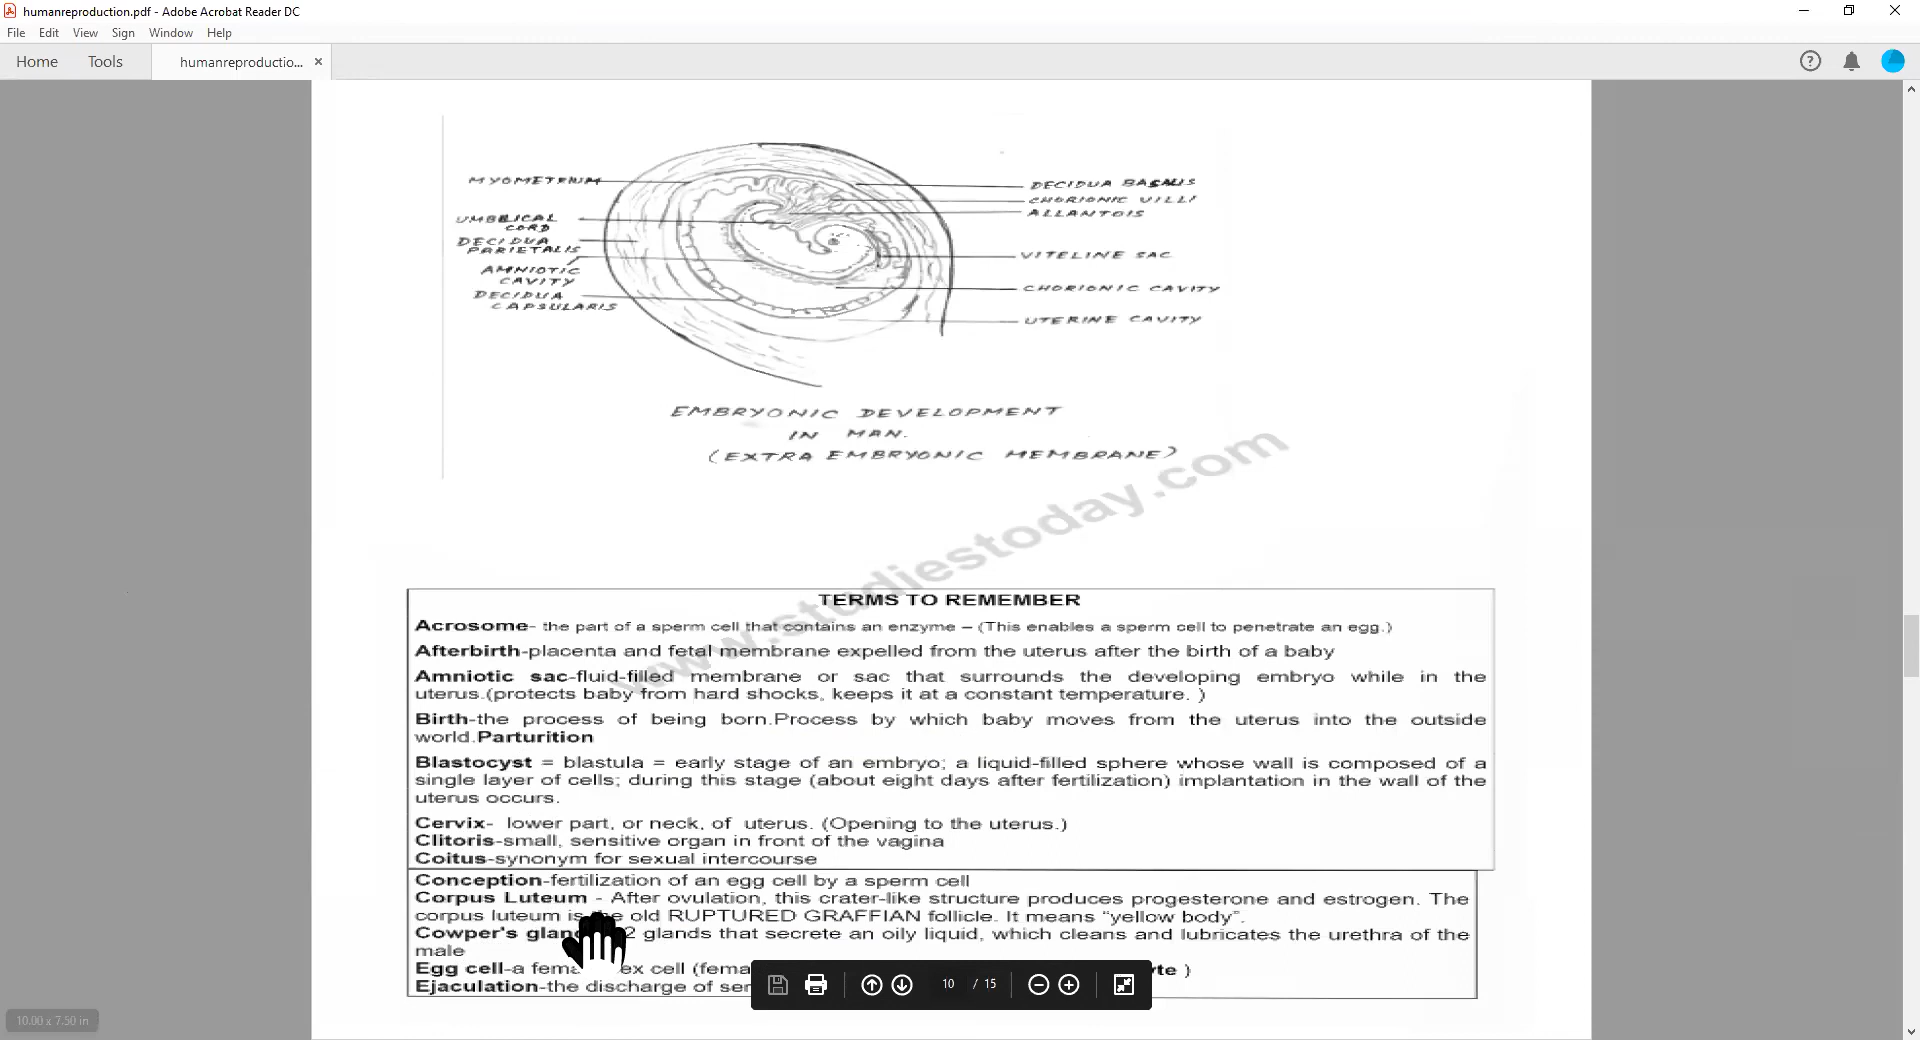 humanreproduction.pdf - Adobe Acrobat Reader DC
File Edit View Sign Window Help
Home Tools humanreproductio... ×
MYOMETRIUM
UMBLICAL
CORD
DECIDUA
PARIETALIS
AMNIOTIC
CAVITY
DECIDUA
CAPSULARIS
DECIDUA BASALIS
CHORIONIC VILLI
ALLANTOIS
VITELINE SAC
CHORIONIC CAVITY
UTERINE CAVITY
EMBRYONIC DEVELOPMENT
IN MAN.
(EXTRA EMBRYONIC MEMBRANE)
www.studiestoday.com
TERMS TO REMEMBER
Acrosome- the part of a sperm cell that contains an enzyme – (This enables a sperm cell to penetrate an egg.)
Afterbirth-placenta and fetal membrane expelled from the uterus after the birth of a baby
Amniotic sac-fluid-filled membrane or sac that surrounds the developing embryo while in the
uterus.(protects baby from hard shocks, keeps it at a constant temperature. )
Birth-the process of being born.Process by which baby moves from the uterus into the outside
world.Parturition
Blastocyst = blastula = early stage of an embryo; a liquid-filled sphere whose wall is composed of a
single layer of cells; during this stage (about eight days after fertilization) implantation in the wall of the
uterus occurs.
Cervix- lower part, or neck, of uterus. (Opening to the uterus.)
Clitoris-small, sensitive organ in front of the vagina
Coitus-synonym for sexual intercourse
Conception-fertilization of an egg cell by a sperm cell
Corpus Luteum - After ovulation, this crater-like structure produces progesterone and estrogen. The
corpus luteum is the old RUPTURED GRAFFIAN follicle. It means "yellow body".
Cowper's gland 2 glands that secrete an oily liquid, which cleans and lubricates the urethra of the
male
Egg cell-a fema ex cell (fema yte )
Ejaculation-the discharge of se
10 / 15
10.00 x 7.50 in